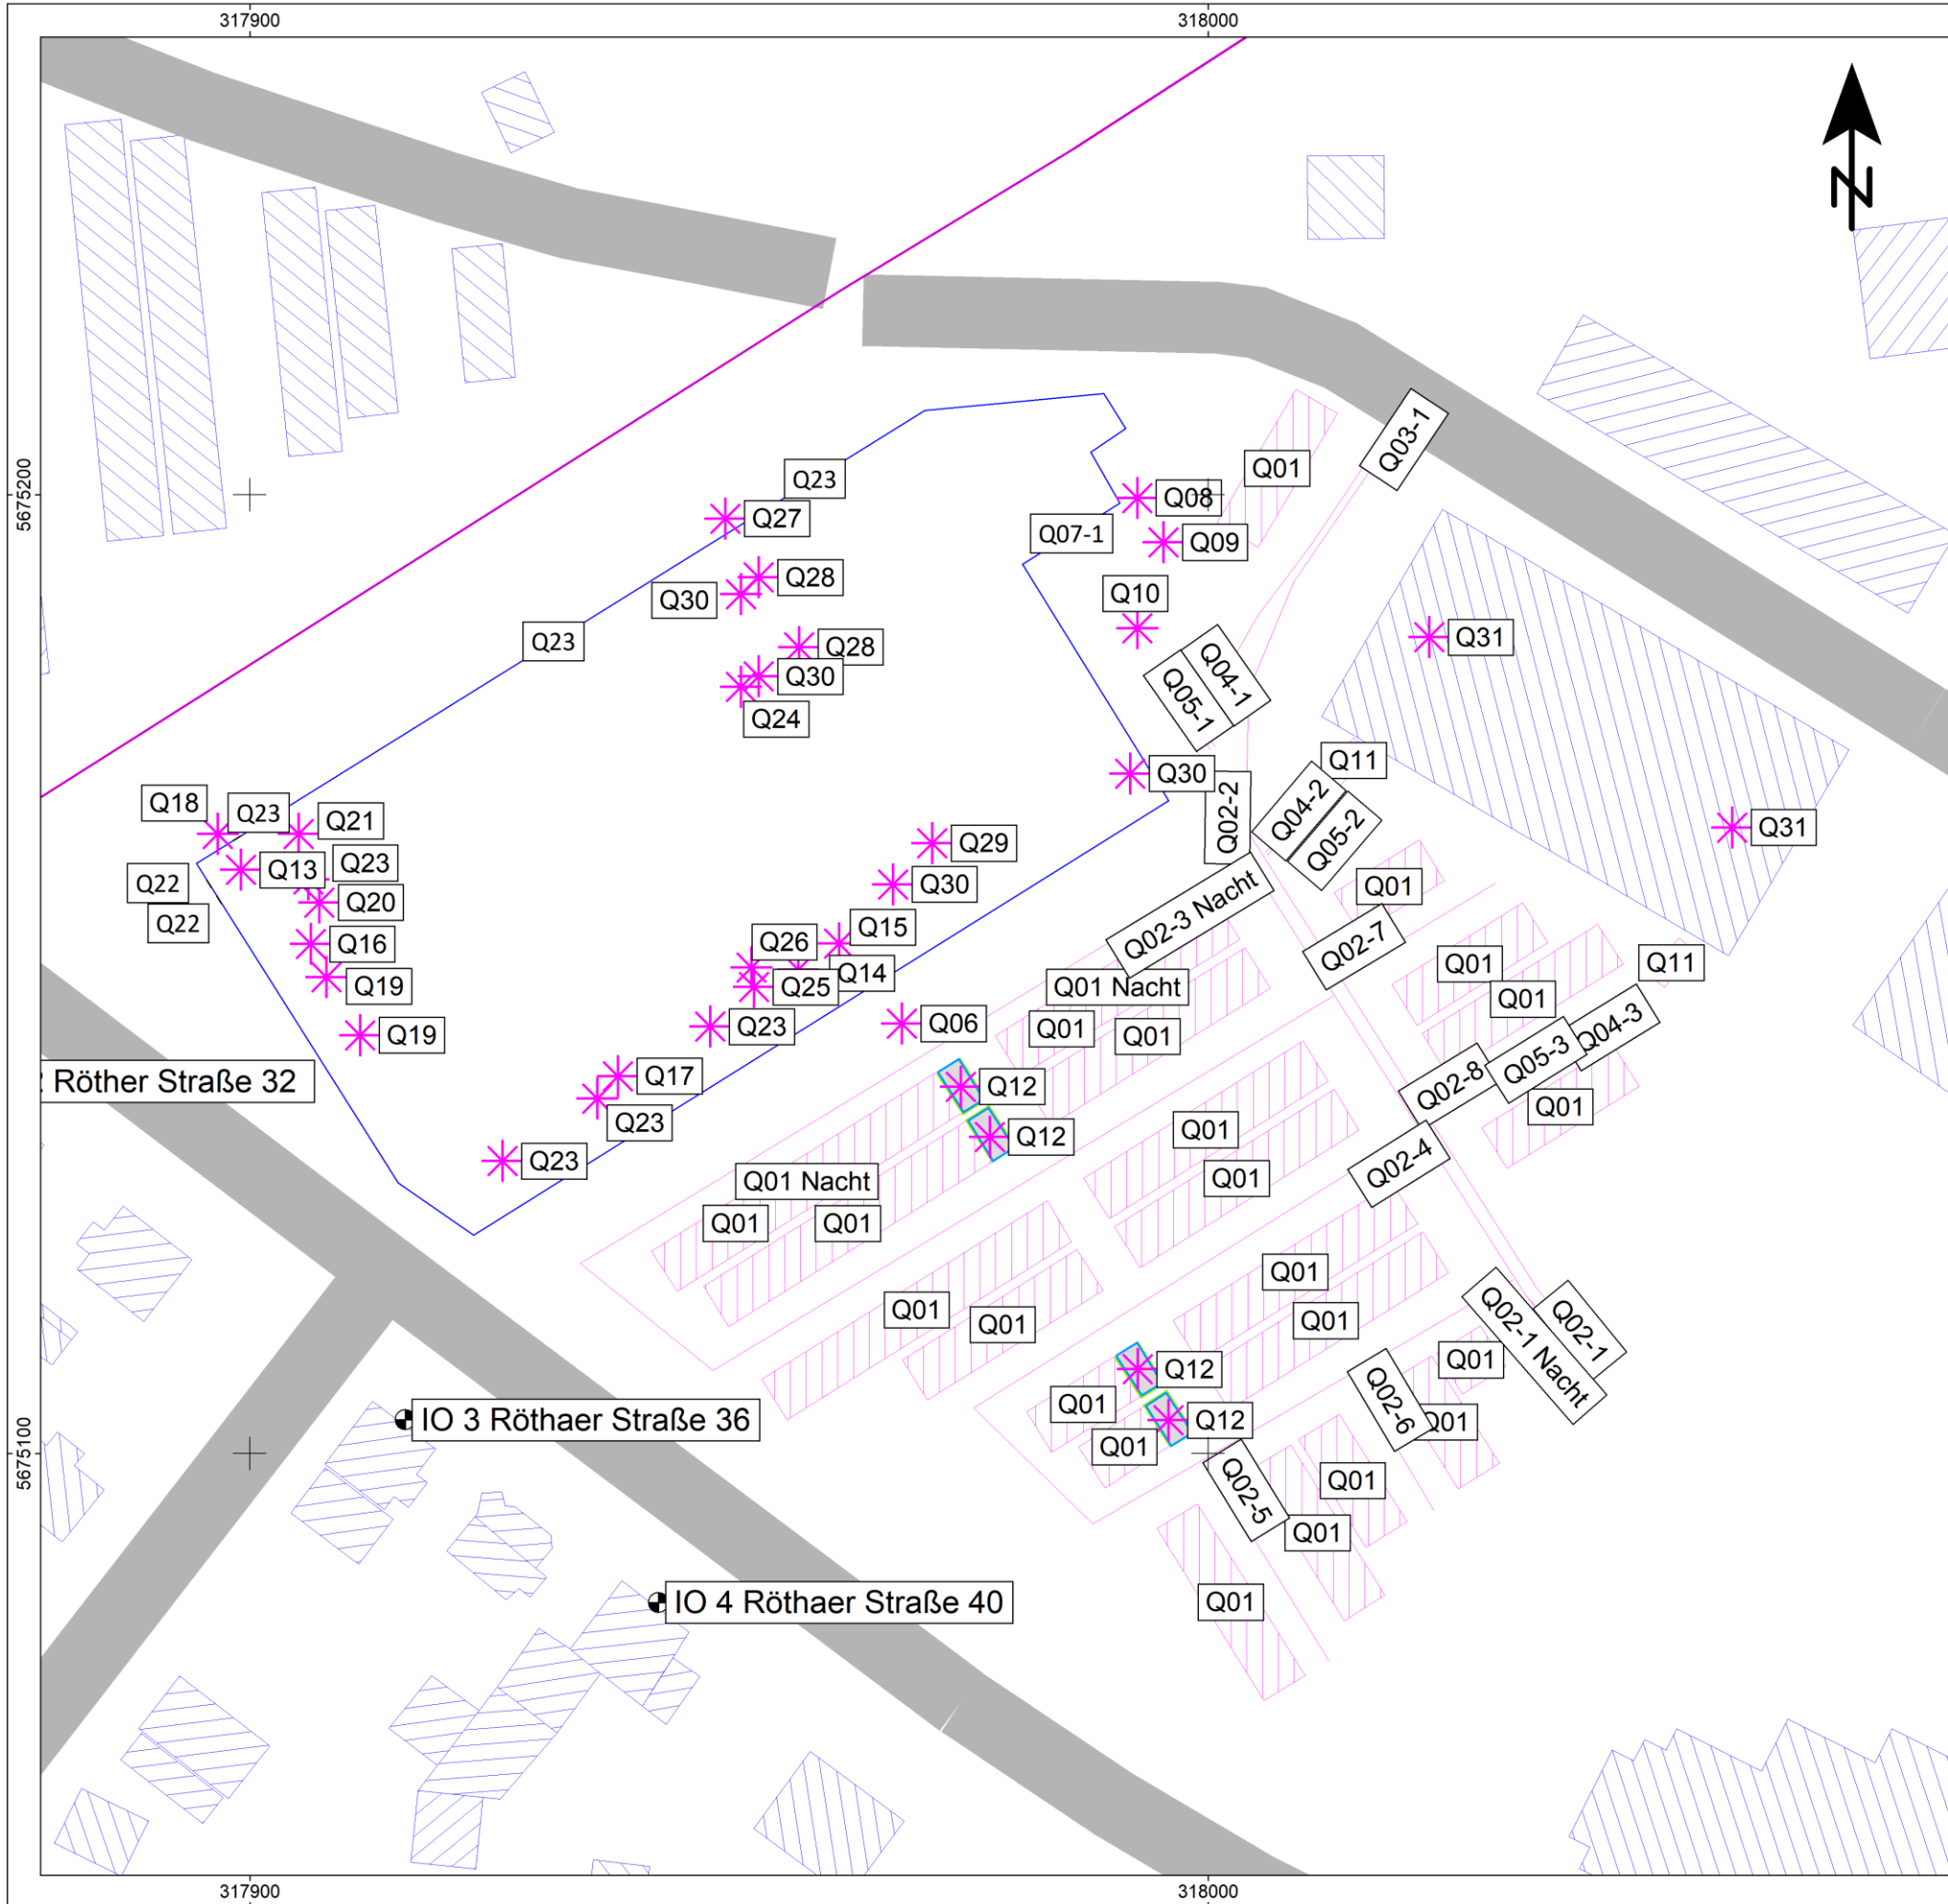 317900
318000
N
5675200
5675100
Q03-1
Q01
Q23
Q08
Q27
Q07-1
Q09
Q28
Q30
Q10
Q23
Q31
Q28
Q30
Q04-1
Q05-1
Q24
Q11
Q30
Q18
Q23
Q21
Q02-2
Q04-2
Q05-2
Q31
Q29
Q13
Q23
Q22
Q30
Q01
Q20
Q02-3 Nacht
Q22
Q15
Q26
Q16
Q02-7
Q01
Q11
Q14
Q19
Q25
Q01 Nacht
Q01
Q06
Q23
Q01
Q01
Q04-3
Q05-3
Q19
Q02-8
Röther Straße 32
Q17
Q12
Q01
Q23
Q12
Q01
Q23
Q02-4
Q01 Nacht
Q01
Q01
Q01
Q01
Q01
Q01
Q01
Q02-1
Q02-1 Nacht
Q01
Q12
Q02-6
Q01
Q01
IO 3 Röthaer Straße 36
Q12
Q01
Q02-5
Q01
Q01
Q01
IO 4 Röthaer Straße 40
317900
318000